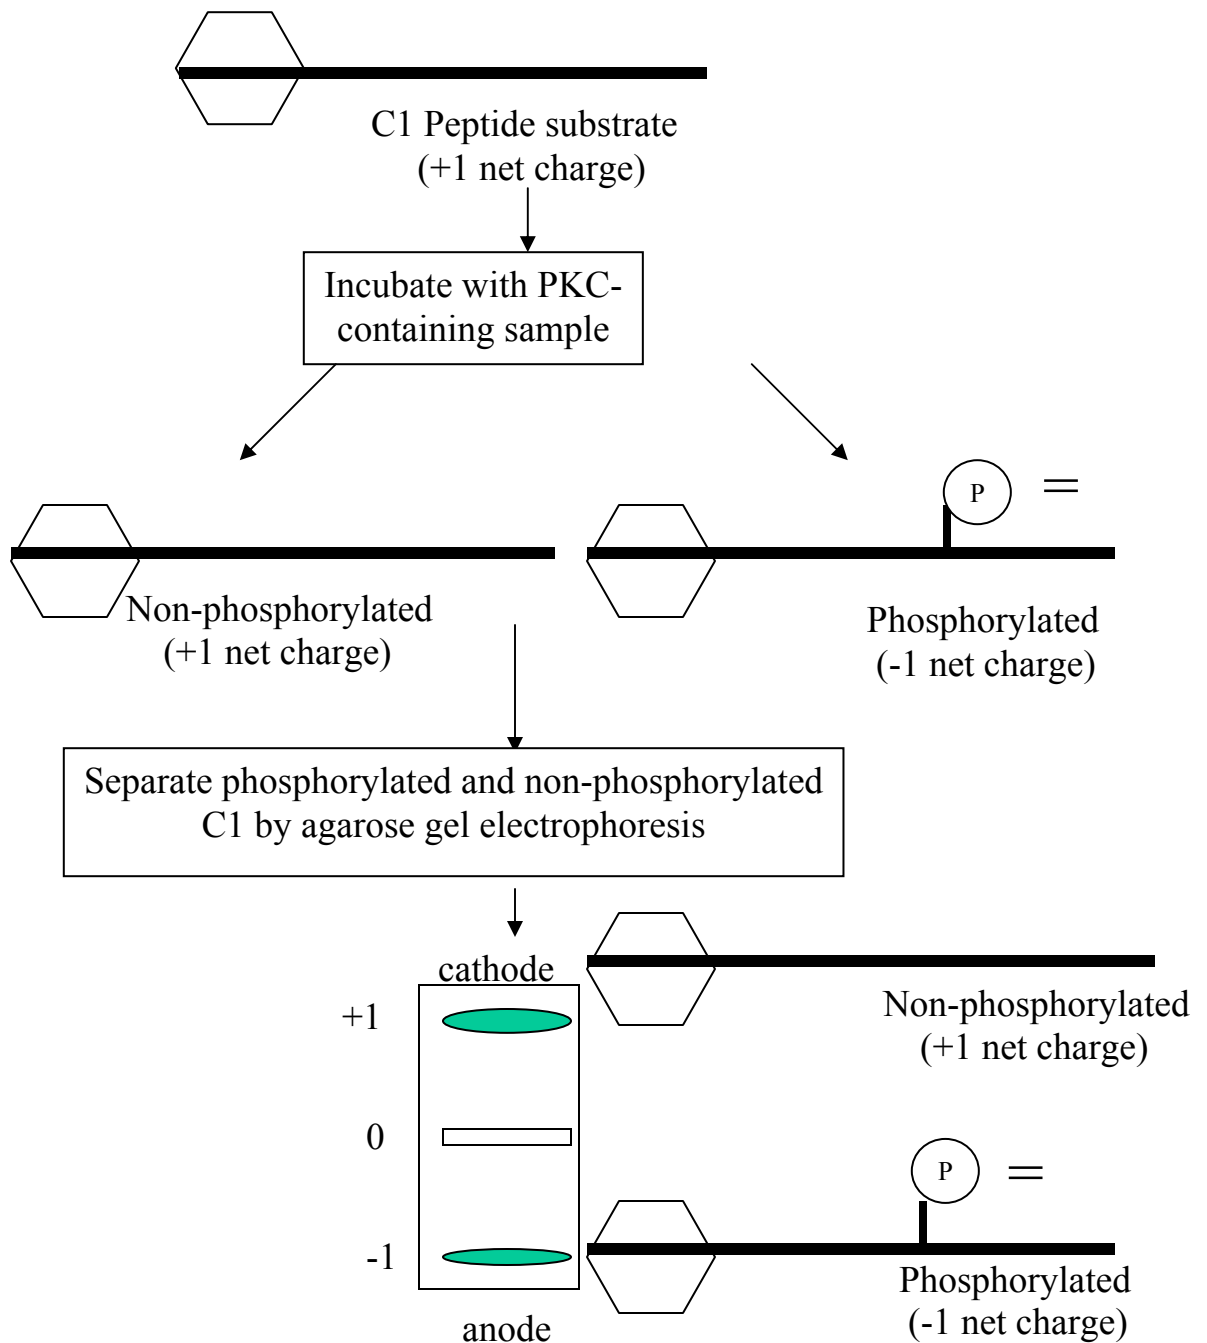 C1 Peptide substrate
(+1 net charge)
Incubate with PKC-
containing sample
P =
Non-phosphorylated
(+1 net charge)
Phosphorylated
(-1 net charge)
Separate phosphorylated and non-phosphorylated
C1 by agarose gel electrophoresis
cathode
+1
Non-phosphorylated
(+1 net charge)
0
P =
-1
Phosphorylated
(-1 net charge)
anode